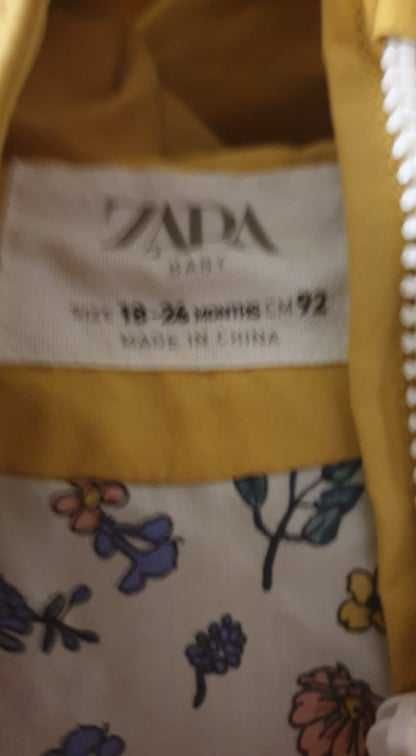 ZARA
BABY
SIZE 18-24 MONTHS CM 92
MADE IN CHINA